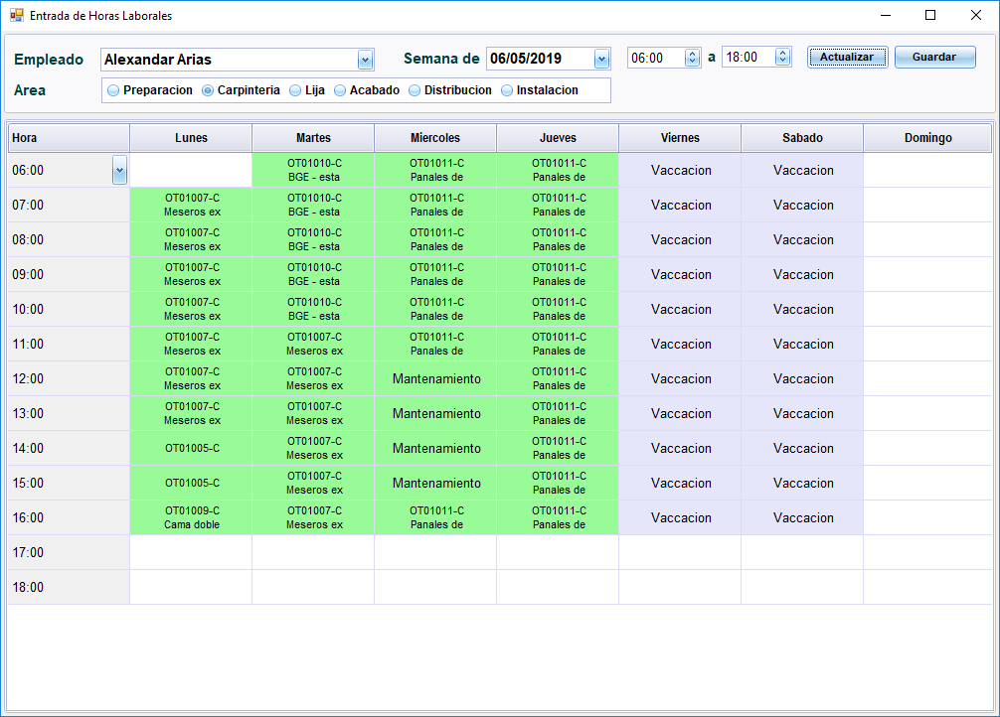 Entrada de Horas Laborales
Empleado Alexandar Arias Semana de 06/05/2019 06:00 a 18:00 Actualizar Guardar
Area Preparacion Carpinteria Lija Acabado Distribucion Instalacion
Hora Lunes Martes Miercoles Jueves Viernes Sabado Domingo
06:00 OT01010-C OT01011-C OT01011-C Vaccacion Vaccacion
BGE - esta Panales de Panales de
07:00 OT01007-C OT01010-C OT01011-C OT01011-C Vaccacion Vaccacion
Meseros ex BGE - esta Panales de Panales de
08:00 OT01007-C OT01010-C OT01011-C OT01011-C Vaccacion Vaccacion
Meseros ex BGE - esta Panales de Panales de
09:00 OT01007-C OT01010-C OT01011-C OT01011-C Vaccacion Vaccacion
Meseros ex BGE - esta Panales de Panales de
10:00 OT01007-C OT01010-C OT01011-C OT01011-C Vaccacion Vaccacion
Meseros ex BGE - esta Panales de Panales de
11:00 OT01007-C OT01007-C OT01011-C OT01011-C Vaccacion Vaccacion
Meseros ex Meseros ex Panales de Panales de
12:00 OT01007-C OT01007-C Mantenamiento OT01011-C Vaccacion Vaccacion
Meseros ex Meseros ex Panales de
13:00 OT01007-C OT01007-C Mantenamiento OT01011-C Vaccacion Vaccacion
Meseros ex Meseros ex Panales de
14:00 OT01005-C OT01007-C Mantenamiento OT01011-C Vaccacion Vaccacion
Meseros ex Panales de
15:00 OT01005-C OT01007-C Mantenamiento OT01011-C Vaccacion Vaccacion
Meseros ex Panales de
16:00 OT01009-C OT01007-C OT01011-C OT01011-C Vaccacion Vaccacion
Cama doble Meseros ex Panales de Panales de
17:00
18:00